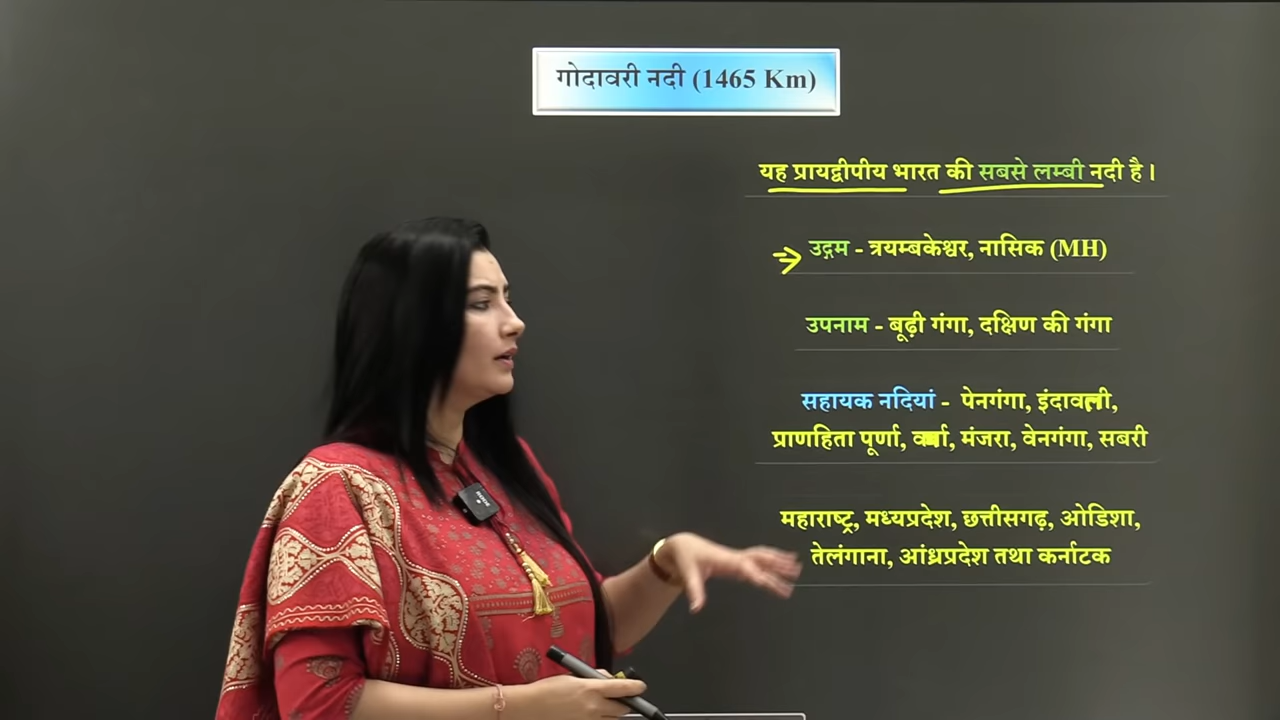 गोदावरी नदी (1465 Km)
यह प्रायद्वीपीय भारत की सबसे लम्बी नदी है।
उद्गम - त्रयम्बकेश्वर, नासिक (MH)
उपनाम - बूढ़ी गंगा, दक्षिण की गंगा
सहायक नदियां - पेनगंगा,
प्राणहिता पूर्णा, मंजरा, वेनगंगा, सबरी
महाराष्ट्र, मध्यप्रदेश, छत्तीसगढ़, ओडिशा,
तेलंगाना, आंध्रप्रदेश तथा कर्नाटक